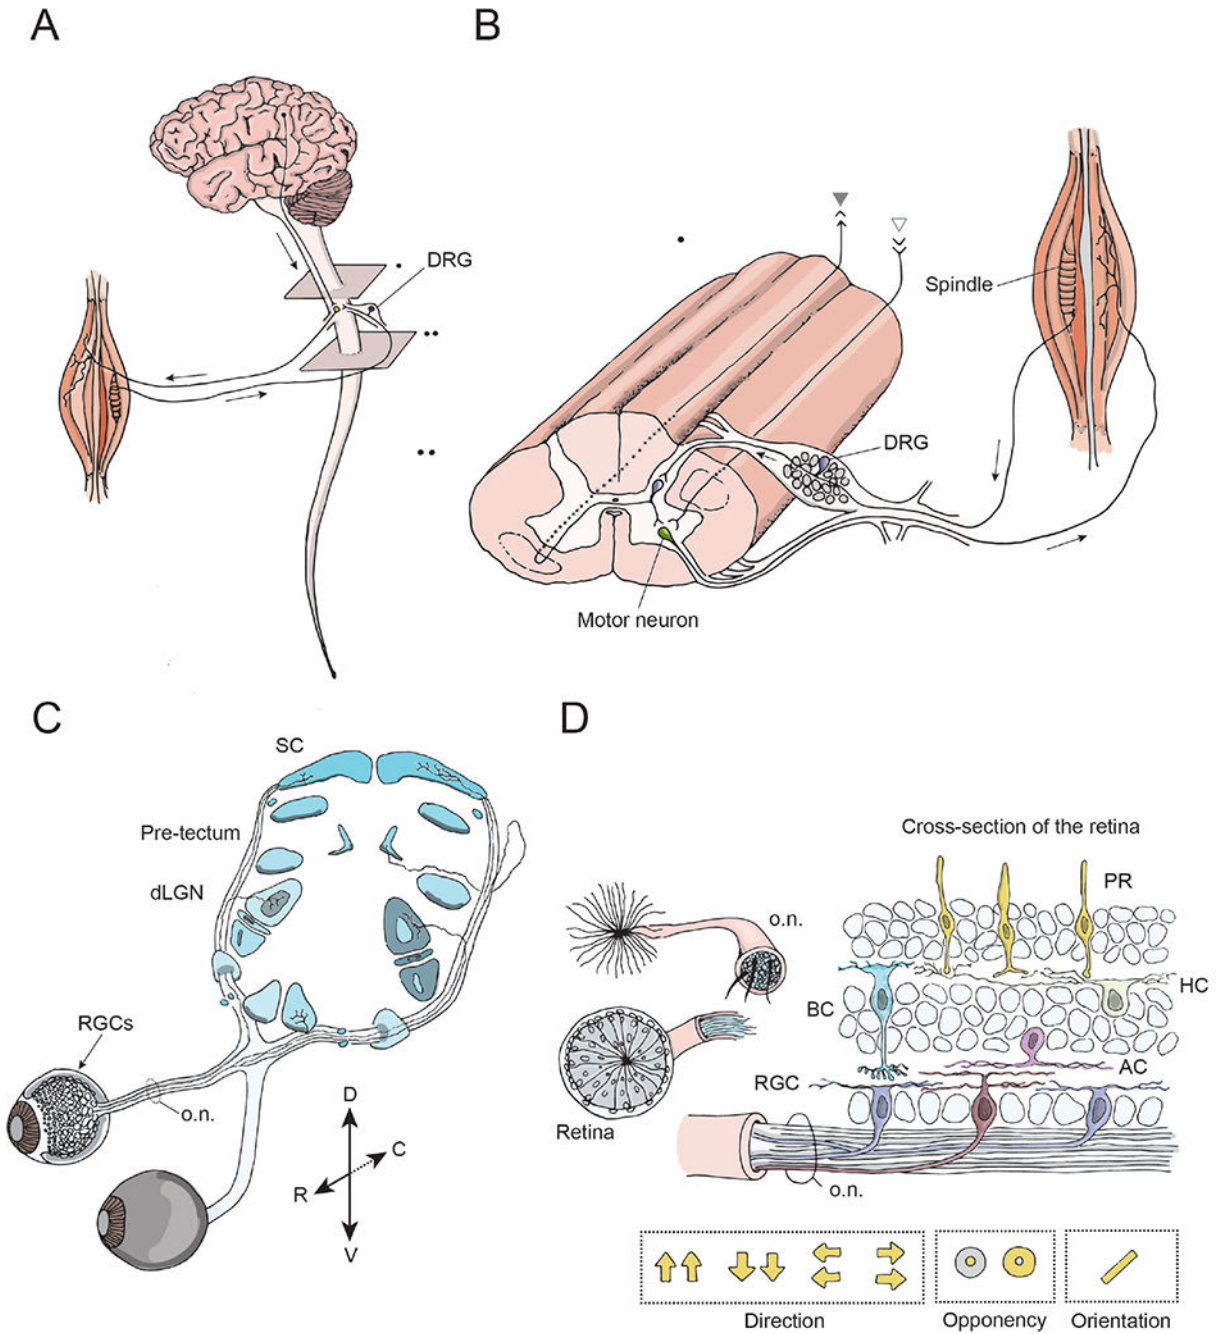 A
B
DRG
Spindle
DRG
Motor neuron
C
D
SC
Cross-section of the retina
Pre-tectum
PR
dLGN
o.n.
HC
BC
RGCs
AC
RGC
o.n.
D
Retina
C
R
o.n.
V
Direction
Opponency
Orientation